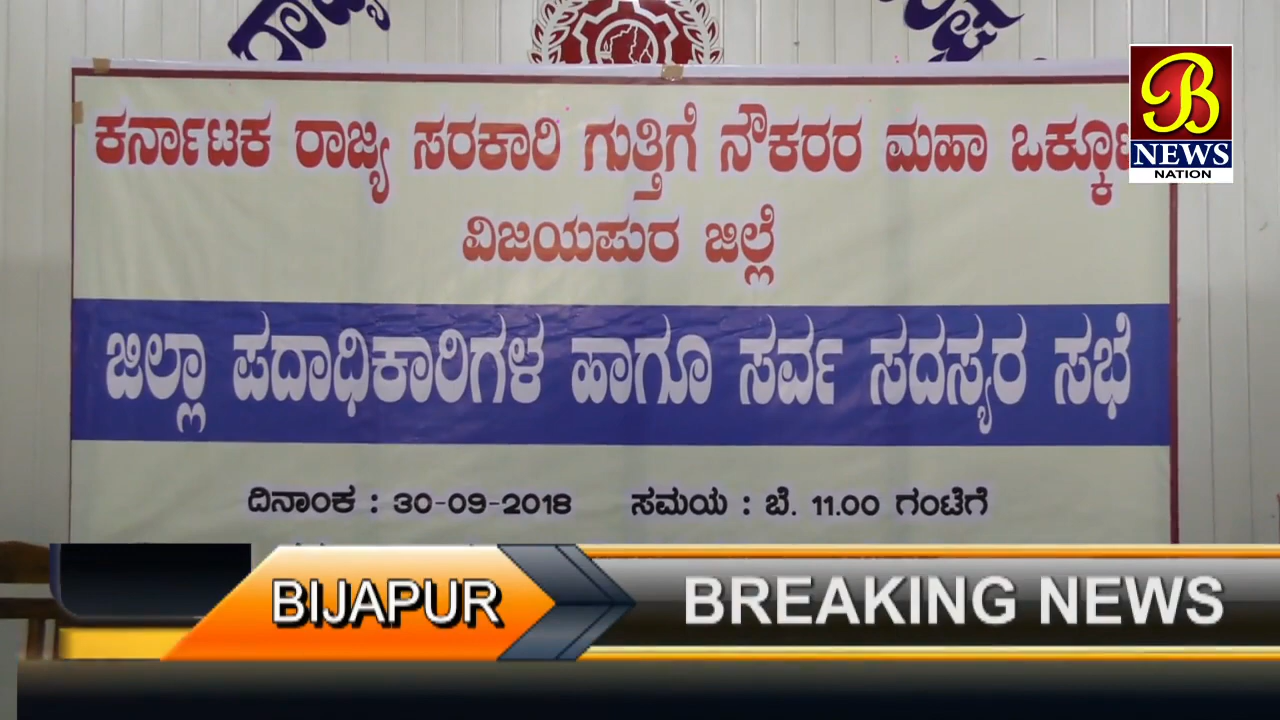 ರಾಜ್ಯ
B
NEWS
NATION
ಕರ್ನಾಟಕ ರಾಜ್ಯ ಸರಕಾರಿ ಗುತ್ತಿಗೆ ನೌಕರರ ಮಹಾ
ವಿಜಯಪುರ ಜಿಲ್ಲೆ
ಜಿಲ್ಲಾ ಪದಾಧಿಕಾರಿಗಳ ಹಾಗೂ ಸರ್ವ ಸದಸ್ಯರ ಸಭೆ
ದಿನಾಂಕ : 30-09-2018 ಸಮಯ : ಬೆ. 11.00 ಗಂಟೆಗೆ
BIJAPUR BREAKING NEWS